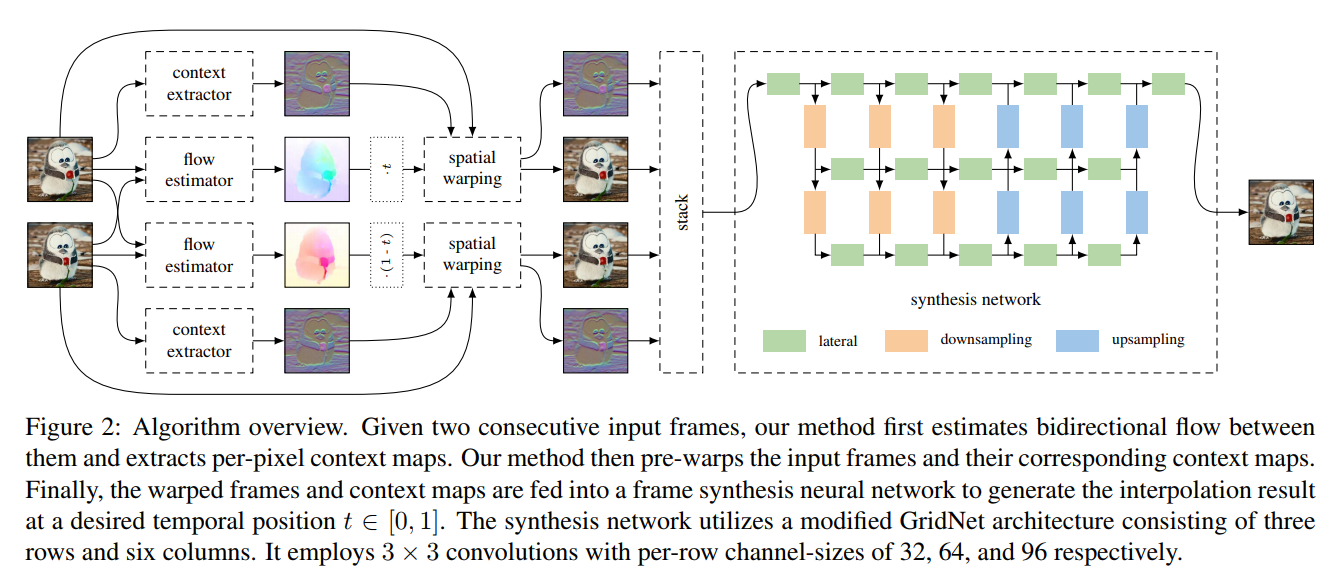 context
extractor
flow
estimator
· t
spatial
warping
flow
estimator
· (1 - t)
spatial
warping
context
extractor
stack
synthesis network
lateral
downsampling
upsampling
Figure 2: Algorithm overview. Given two consecutive input frames, our method first estimates bidirectional flow between
them and extracts per-pixel context maps. Our method then pre-warps the input frames and their corresponding context maps.
Finally, the warped frames and context maps are fed into a frame synthesis neural network to generate the interpolation result
at a desired temporal position t ∈ [0, 1]. The synthesis network utilizes a modified GridNet architecture consisting of three
rows and six columns. It employs 3 × 3 convolutions with per-row channel-sizes of 32, 64, and 96 respectively.